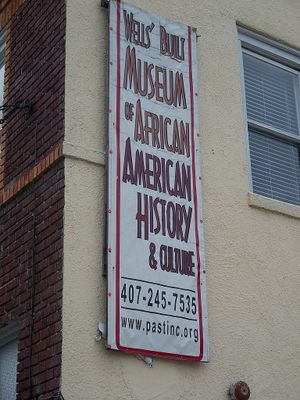 WELLS' BUILT
MUSEUM
OF AFRICAN
AMERICAN
HISTORY
& CULTURE
407-245-7535
www.pastinc.org